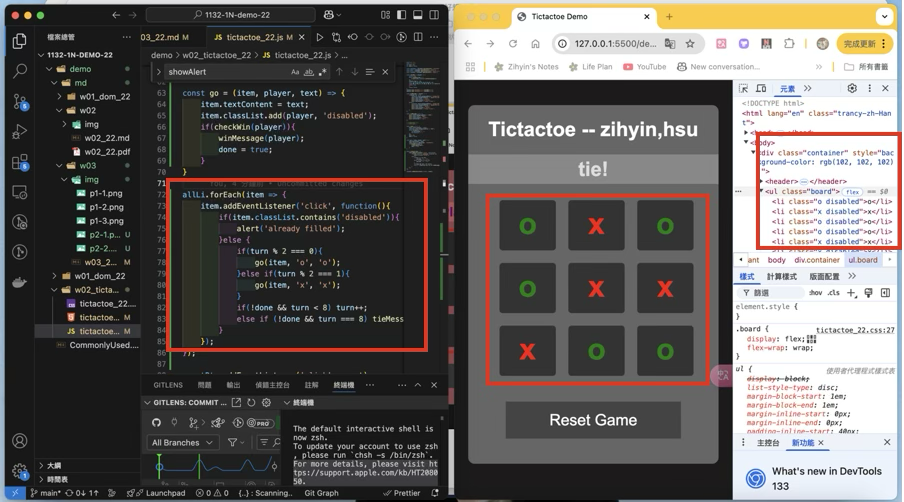 1132-1N-demo-22
檔案總管
1132-1N-DEMO-22
demo
md
w01_dom_22
w02
img
w02_22.md
w02_22.pdf
w03
img
p1-1.png
p1-2.png
p1-3.png
p2-1.p... U
p2-2.... U
w03_2... M
w01_dom_22
w02_ticta...
tictactoe_22....
tictactoe... M
tictactoe... M
CommonlyUsed....
大綱
時間表
03_22.md M
JS tictactoe_22.js M
demo > w02_tictactoe_22 > JS tictactoe_22.js > ...
showAlert
Aa ab .*
63 const go = (item, player, text) => {
64 item.textContent = text;
65 item.classList.add(player, 'disabled');
66 if(checkWin(player)){
67 winMessage(player);
68 done = true;
69 }
70 }
71 You, 4 分鐘前 • Uncommitted changes
72 allLi.forEach(item => {
73 item.addEventListener('click', function(){
74 if(item.classList.contains('disabled')){
75 alert('already filled');
76 }else {
77 if(turn % 2 === 0){
78 go(item, 'o', 'o');
79 }else if(turn % 2 === 1){
80 go(item, 'x', 'x');
81 }
82 if(!done && turn < 8) turn++;
83 else if (!done && turn === 8) tieMess
84 }
85 });
86 });
87
GITLENS
問題
輸出
偵錯主控台
註解
終端機
GITLENS: COMMIT ...
終端機
PRO
All Branches
The default interactive shell is
now zsh.
To update your account to use zsh
, please run `chsh -s /bin/zsh`.
For more details, please visit ht
tps://support.apple.com/kb/HT2080
50.
main*
0↓ 1↑
Launchpad
0 0
{..}: Scanning..
Git Graph
Prettier
Tictactoe Demo
127.0.0.1:5500/de...
完成更新
Zihyin's Notes
Life Plan
YouTube
New conversation...
所有書籤
Tictactoe -- zihyin,hsu
tie!
o x o
o x x
x o o
Reset Game
元素
<!DOCTYPE html>
<html lang="en" class="trancy-zh-Han
t">
<body>
<div class="container" style="bac
kground-color: rgb(102, 102, 102)
">
<header> </header>
<ul class="board"> flex == $0
<li class="o disabled">o</li>
<li class="x disabled">x</li>
<li class="o disabled">o</li>
<li class="o disabled">o</li>
<li class="x disabled">x</li>
ant body div.container ul.board
樣式
計算樣式
版面配置
篩選
:hov .cls
element.style {
}
.board { tictactoe_22.css:27
display: flex;
flex-wrap: wrap;
}
ul { 使用者代理程式樣式表
display: block;
list-style-type: disc;
margin-block-start: 1em;
margin-block-end: 1em;
margin-inline-start: 0px;
margin-inline-end: 0px;
padding-inline-start: 40px;
主控台
新功能
What's new in DevTools
133